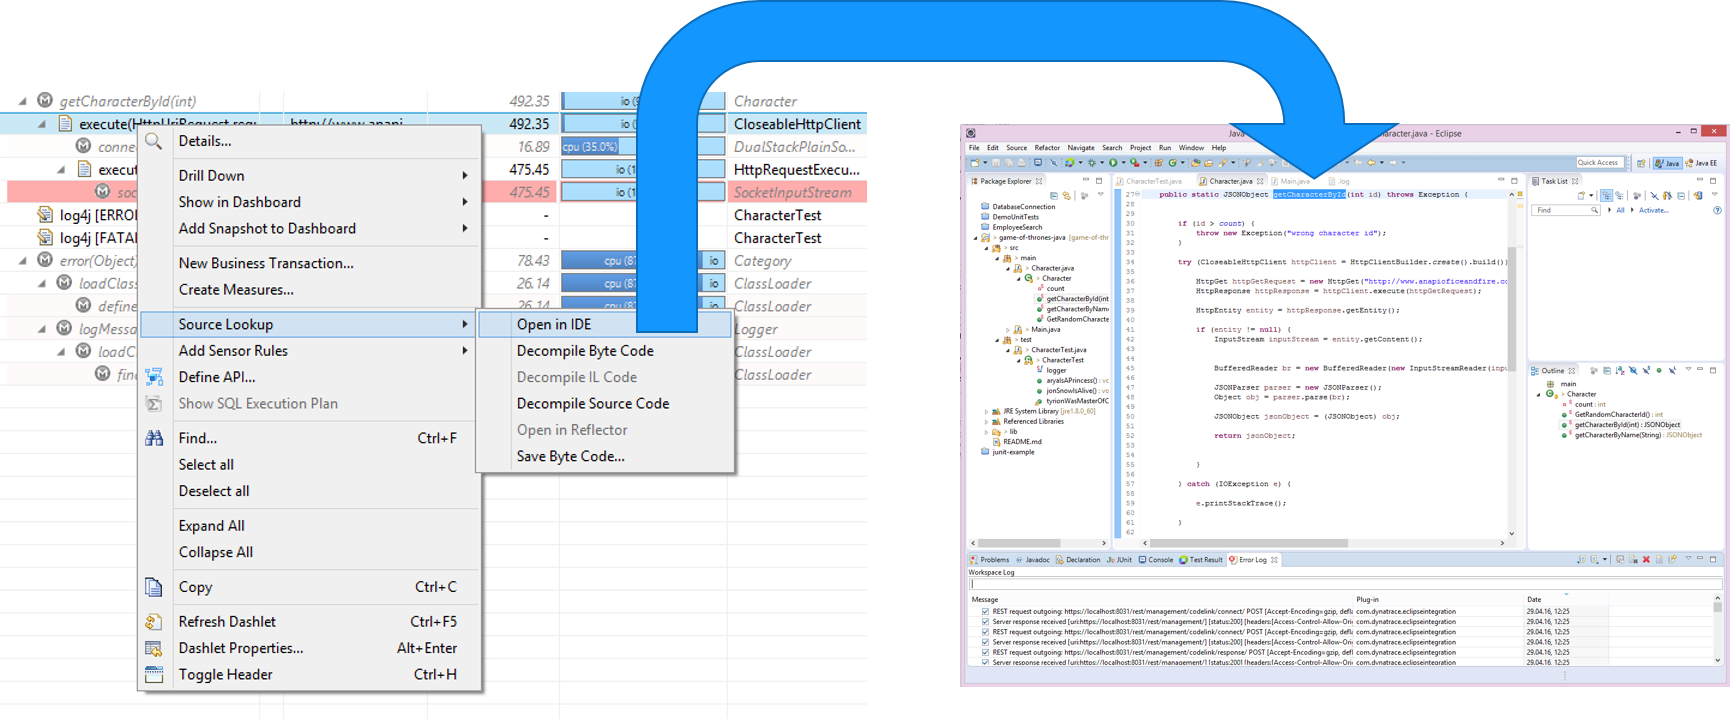 getCharacterById(int) 492.35 io (8 Character
execute(HttpUriRequest requ http://www.anapi 492.35 io (1 CloseableHttpClient
conne 16.89 cpu (35.0%) DualStackPlainSo...
execut 475.45 io (1 HttpRequestExecu...
soc 475.45 io (1 SocketInputStream
log4j [ERROR - CharacterTest
log4j [FATAL - CharacterTest
error(Object) 78.43 cpu (87 io Category
loadClass 26.14 cpu (87 ClassLoader
define 26.14 cpu (87 ClassLoader
logMessa Logger
loadC ClassLoader
fin ClassLoader
Details...
Drill Down
Show in Dashboard
Add Snapshot to Dashboard
New Business Transaction...
Create Measures...
Source Lookup
Add Sensor Rules
Define API...
Show SQL Execution Plan
Find... Ctrl+F
Select all
Deselect all
Expand All
Collapse All
Copy Ctrl+C
Refresh Dashlet Ctrl+F5
Dashlet Properties... Alt+Enter
Toggle Header Ctrl+H
Open in IDE
Decompile Byte Code
Decompile IL Code
Decompile Source Code
Open in Reflector
Save Byte Code...
Java Character.java - Eclipse
File Edit Source Refactor Navigate Search Project Run Window Help
Quick Access Java Java EE
Package Explorer
DatabaseConnection
DemoUnitTests
EmployeeSearch
game-of-thrones-java [game-of-thr
src
main
Character.java
Character
count
getCharacterById(int
getCharacterByName
GetRandomCharacte
Main.java
test
CharacterTest.java
CharacterTest
logger
aryaIsAPrincess() : vo
jonSnowIsAlive() : vo
tyrionWasMasterOfC
JRE System Library [jre1.8.0_60]
Referenced Libraries
lib
README.md
junit-example
CharacterTest.java Character.java Main.java .log
27 public static JSONObject getCharacterById(int id) throws Exception {
28
30 if (id > count) {
31 throw new Exception("wrong character id");
32 }
33
34 try (CloseableHttpClient httpClient = HttpClientBuilder.create().build())
35
36 HttpGet httpGetRequest = new HttpGet("http://www.anapioficeandfire.co
37 HttpResponse httpResponse = httpClient.execute(httpGetRequest);
38
39 HttpEntity entity = httpResponse.getEntity();
40
41 if (entity != null) {
42 InputStream inputStream = entity.getContent();
43
44
45 BufferedReader br = new BufferedReader(new InputStreamReader(inpu
46
47 JSONParser parser = new JSONParser();
48 Object obj = parser.parse(br);
49
50 JSONObject jsonObject = (JSONObject) obj;
51
52 return jsonObject;
53
54
55 }
56
57 } catch (IOException e) {
58
59 e.printStackTrace();
60
61 }
62
Task List
Find All Activate...
Outline
main
Character
count : int
GetRandomCharacterId() : int
getCharacterById(int) : JSONObject
getCharacterByName(String) : JSONObject
Problems Javadoc Declaration JUnit Console Test Result Error Log
Workspace Log
Message Plug-in Date
REST request outgoing: https://localhost:8031/rest/management/codelink/connect/ POST [Accept-Encoding=gzip, defla com.dynatrace.eclipseintegration 29.04.16, 12:25
Server response received [uri:https://localhost:8031/rest/management/] [status:200] [headers:[Access-Control-Allow-Ori com.dynatrace.eclipseintegration 29.04.16, 12:25
REST request outgoing: https://localhost:8031/rest/management/codelink/connect/ POST [Accept-Encoding=gzip, defla com.dynatrace.eclipseintegration 29.04.16, 12:25
Server response received [uri:https://localhost:8031/rest/management/] [status:200] [headers:[Access-Control-Allow-Ori com.dynatrace.eclipseintegration 29.04.16, 12:25
REST request outgoing: https://localhost:8031/rest/management/codelink/response/ POST [Accept-Encoding=gzip, def com.dynatrace.eclipseintegration 29.04.16, 12:25
Server response received [uri:https://localhost:8031/rest/management/] [status:200] [headers:[Access-Control-Allow-Ori com.dynatrace.eclipseintegration 29.04.16, 12:25